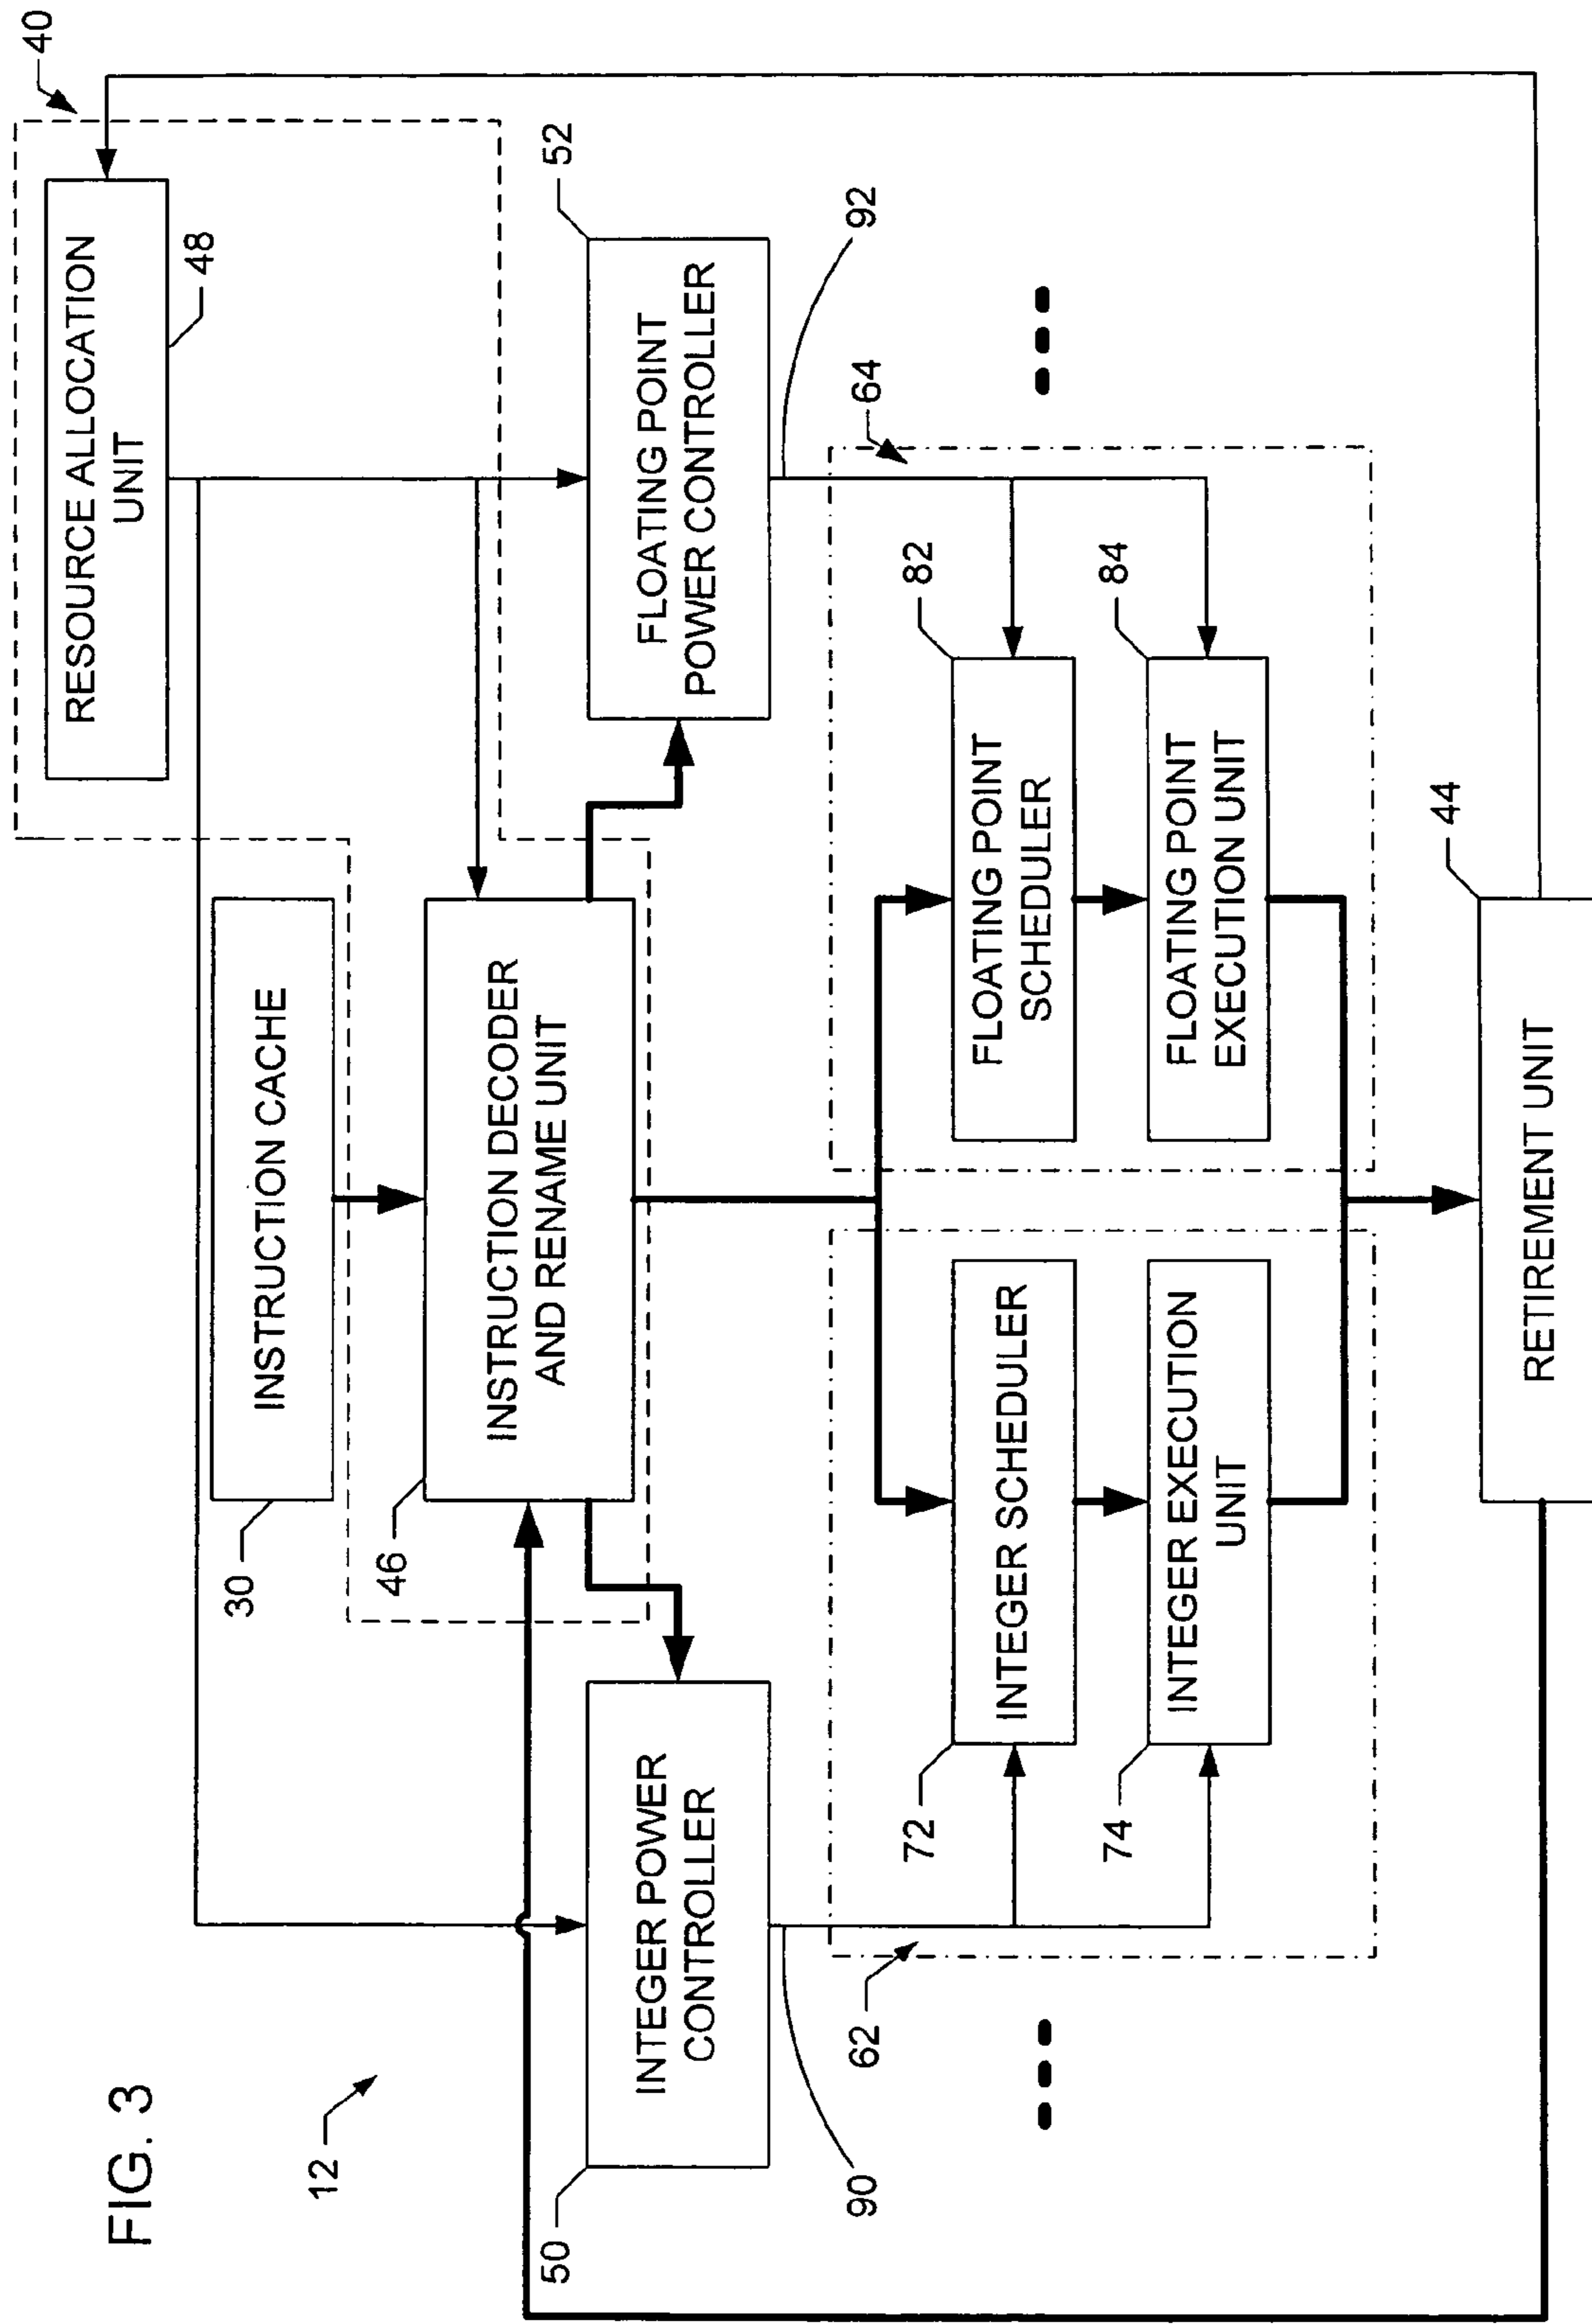 FIG. 3
12
40
RESOURCE ALLOCATION
UNIT
48
INSTRUCTION CACHE
30
46
INSTRUCTION DECODER
AND RENAME UNIT
50
INTEGER POWER
CONTROLLER
52
FLOATING POINT
POWER CONTROLLER
90
92
62
64
72
INTEGER SCHEDULER
82
FLOATING POINT
SCHEDULER
74
INTEGER EXECUTION
UNIT
84
FLOATING POINT
EXECUTION UNIT
44
RETIREMENT UNIT